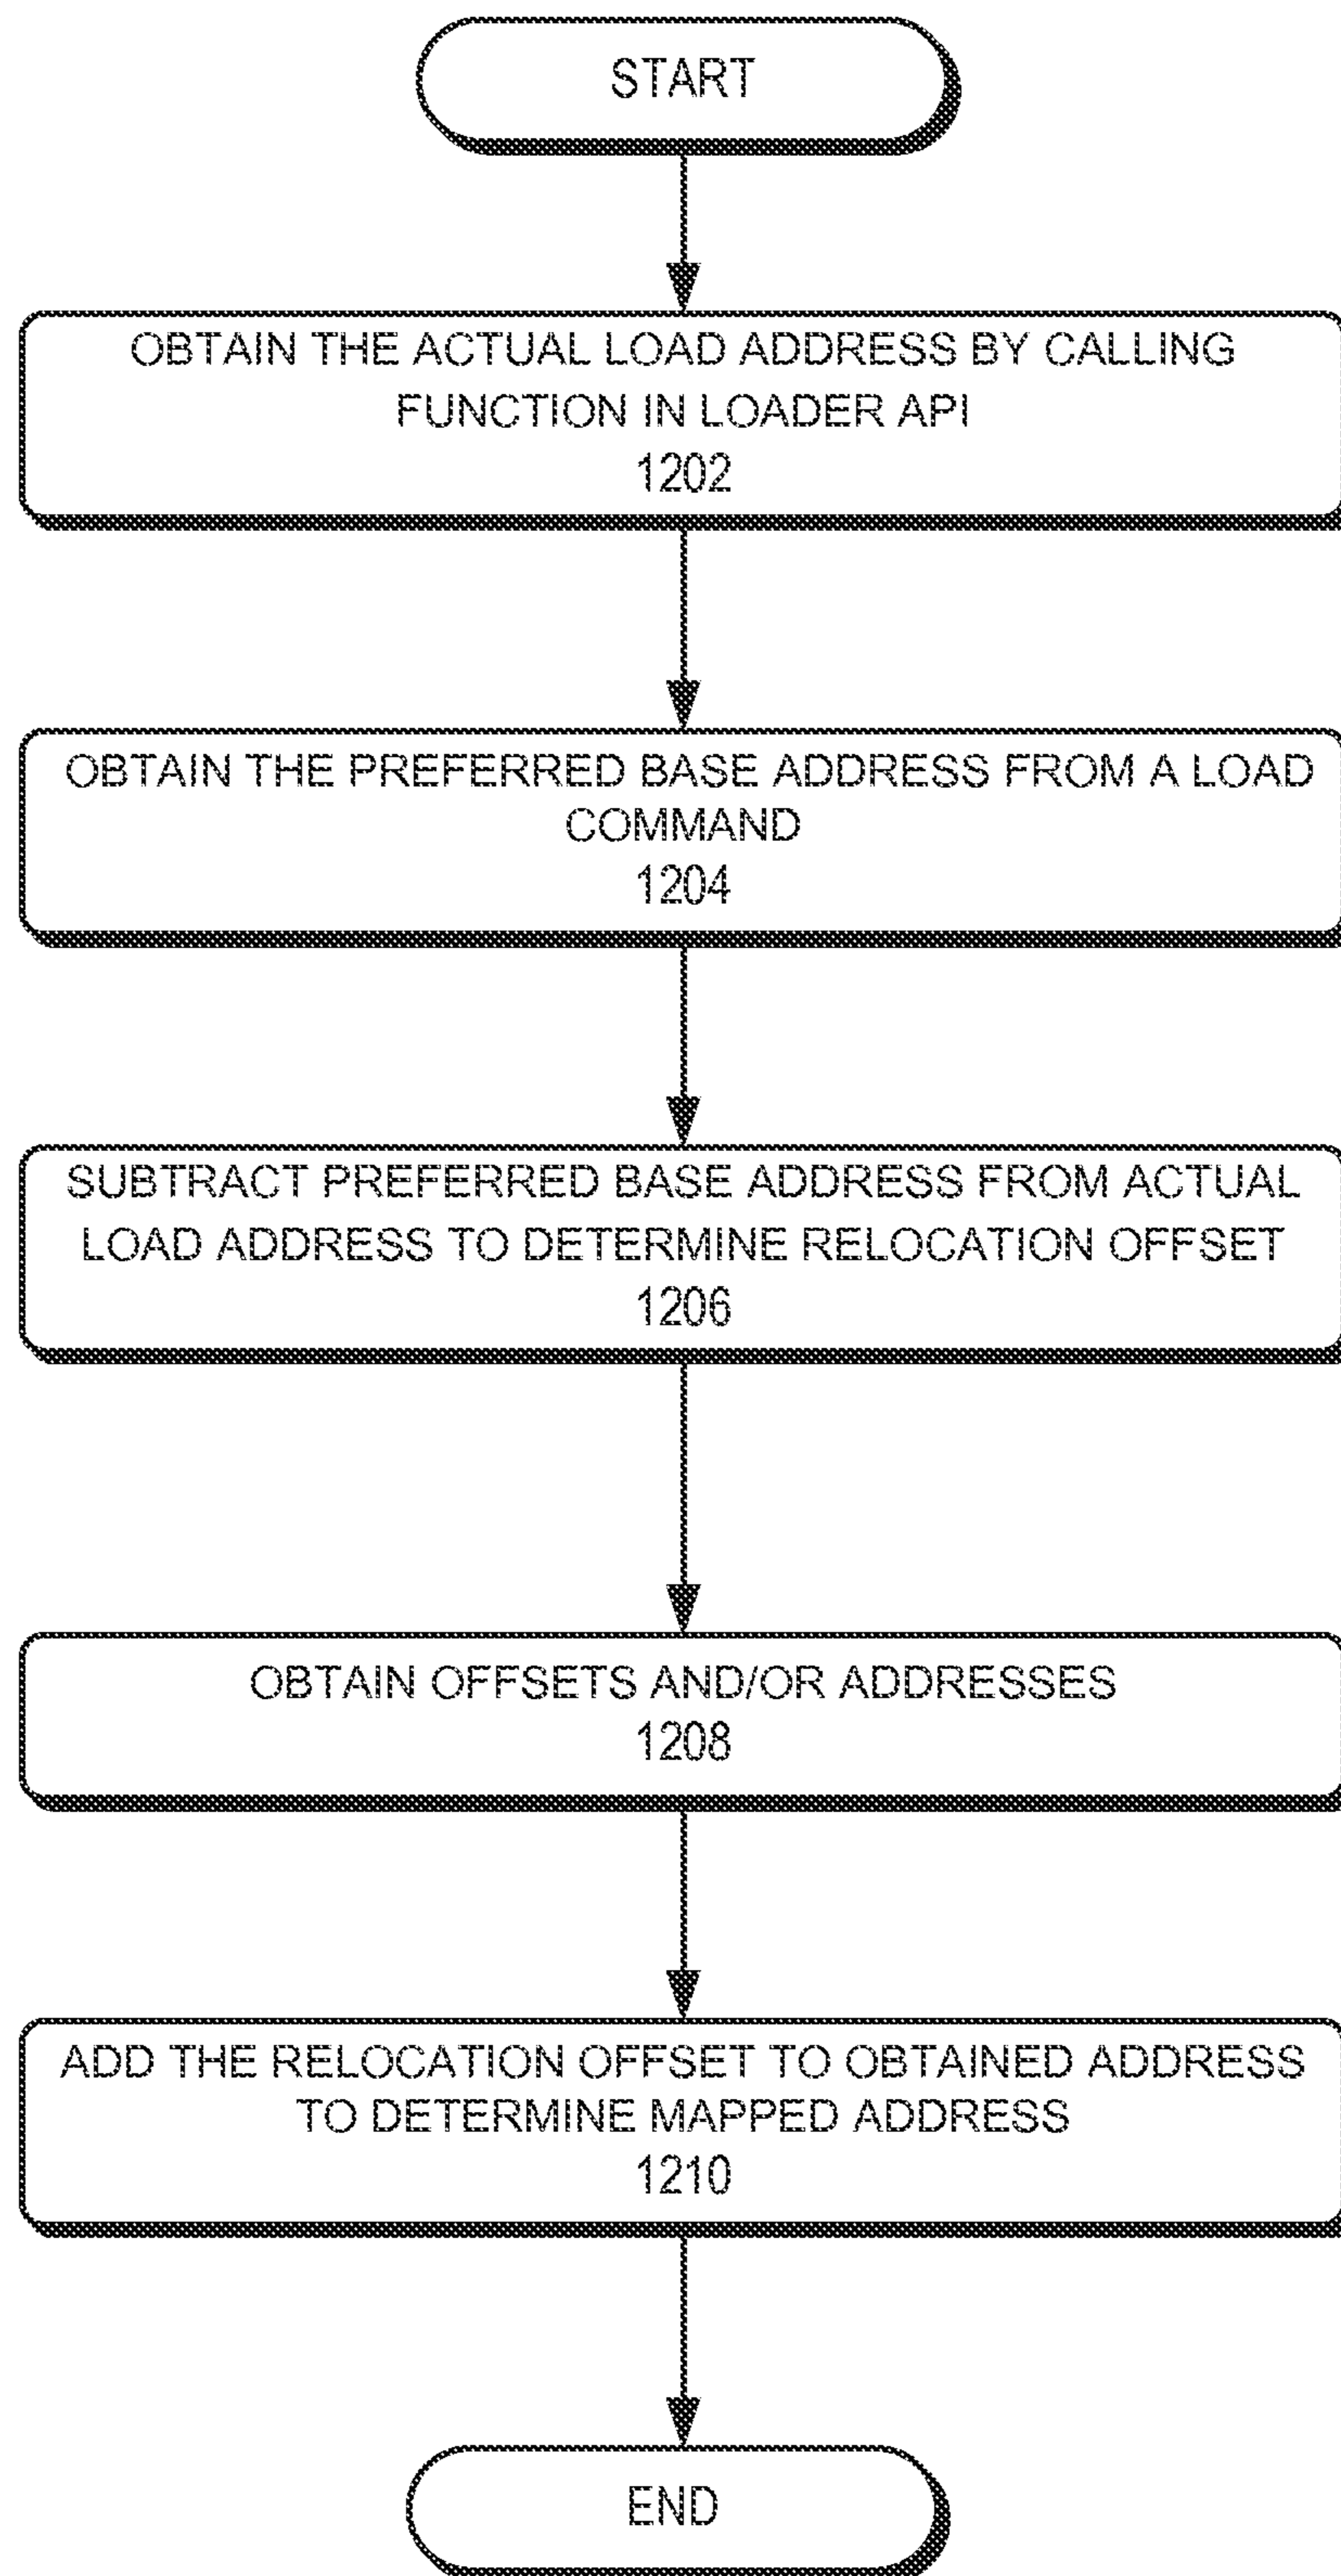 START
OBTAIN THE ACTUAL LOAD ADDRESS BY CALLING
FUNCTION IN LOADER API
1202
OBTAIN THE PREFERRED BASE ADDRESS FROM A LOAD
COMMAND
1204
SUBTRACT PREFERRED BASE ADDRESS FROM ACTUAL
LOAD ADDRESS TO DETERMINE RELOCATION OFFSET
1206
OBTAIN OFFSETS AND/OR ADDRESSES
1208
ADD THE RELOCATION OFFSET TO OBTAINED ADDRESS
TO DETERMINE MAPPED ADDRESS
1210
END